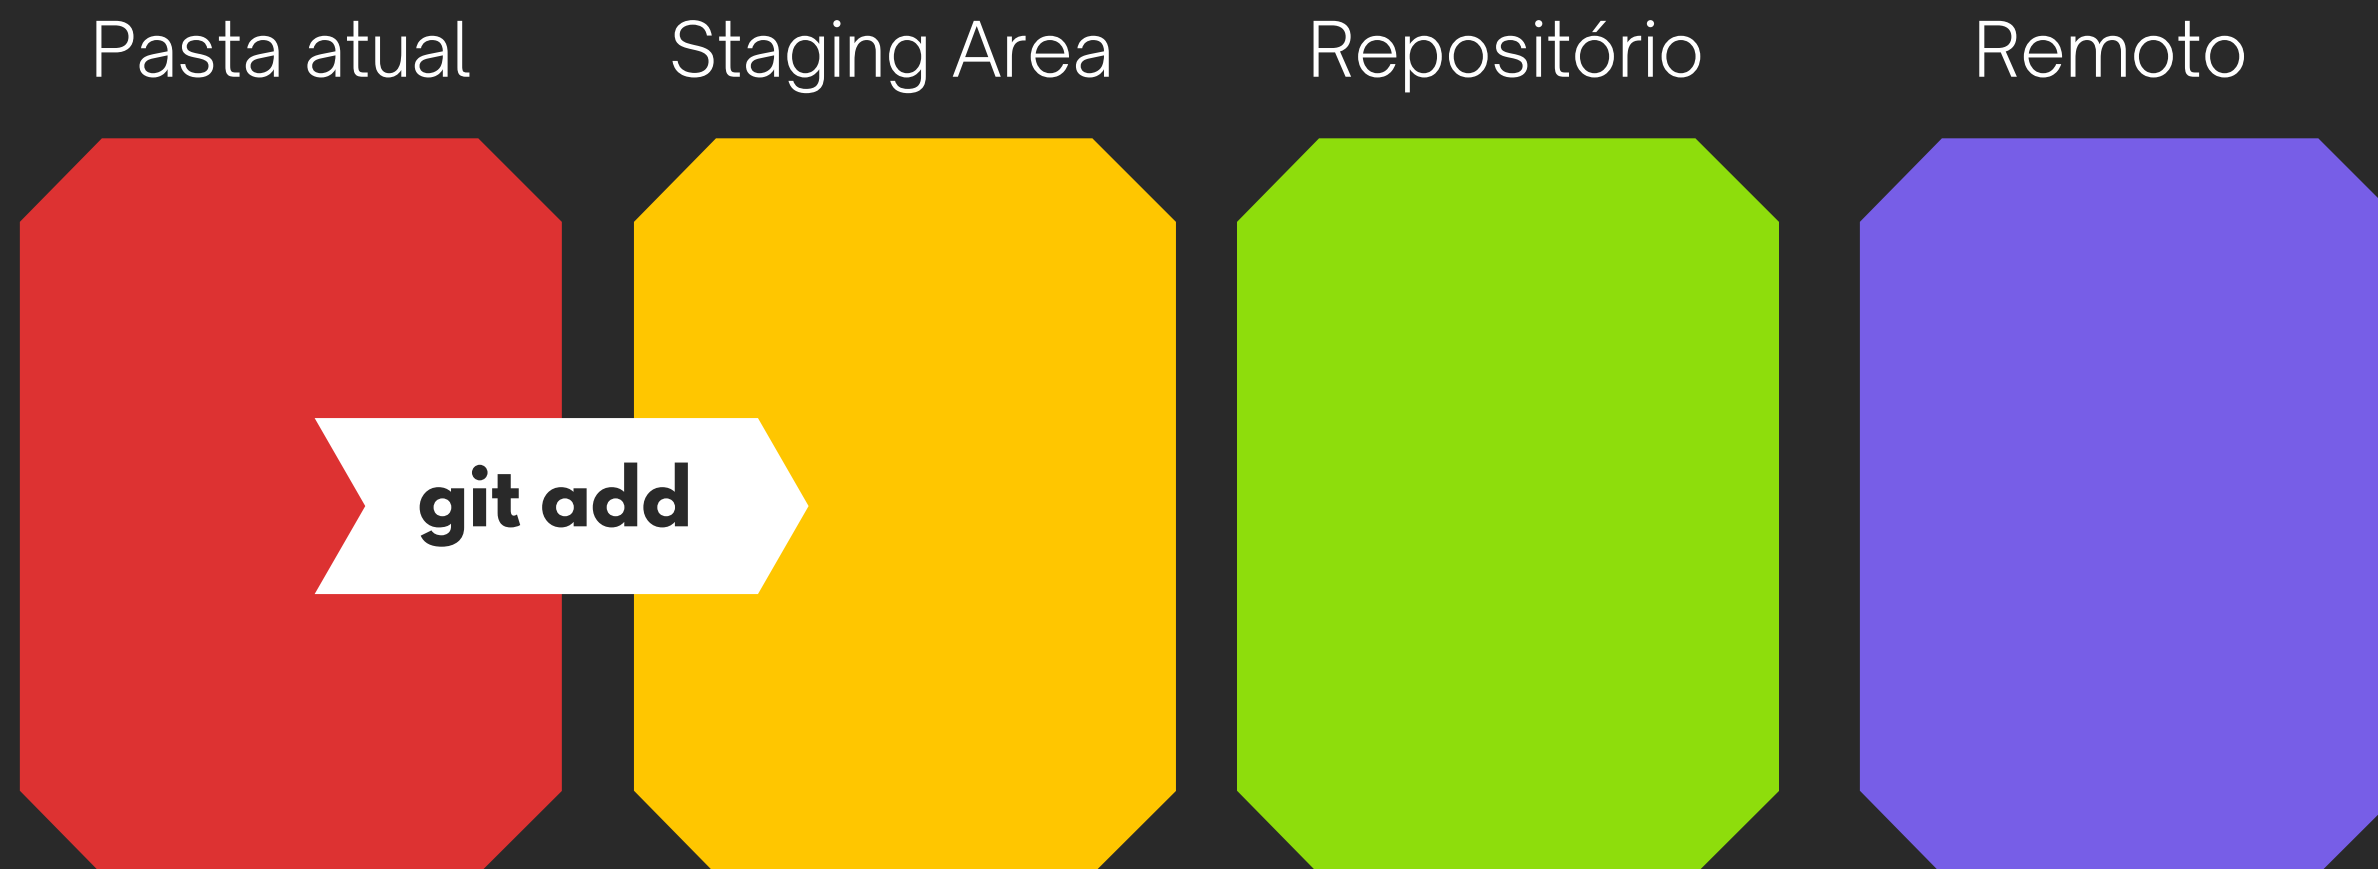 Pasta atual
Staging Area
Repositório
Remoto
git add